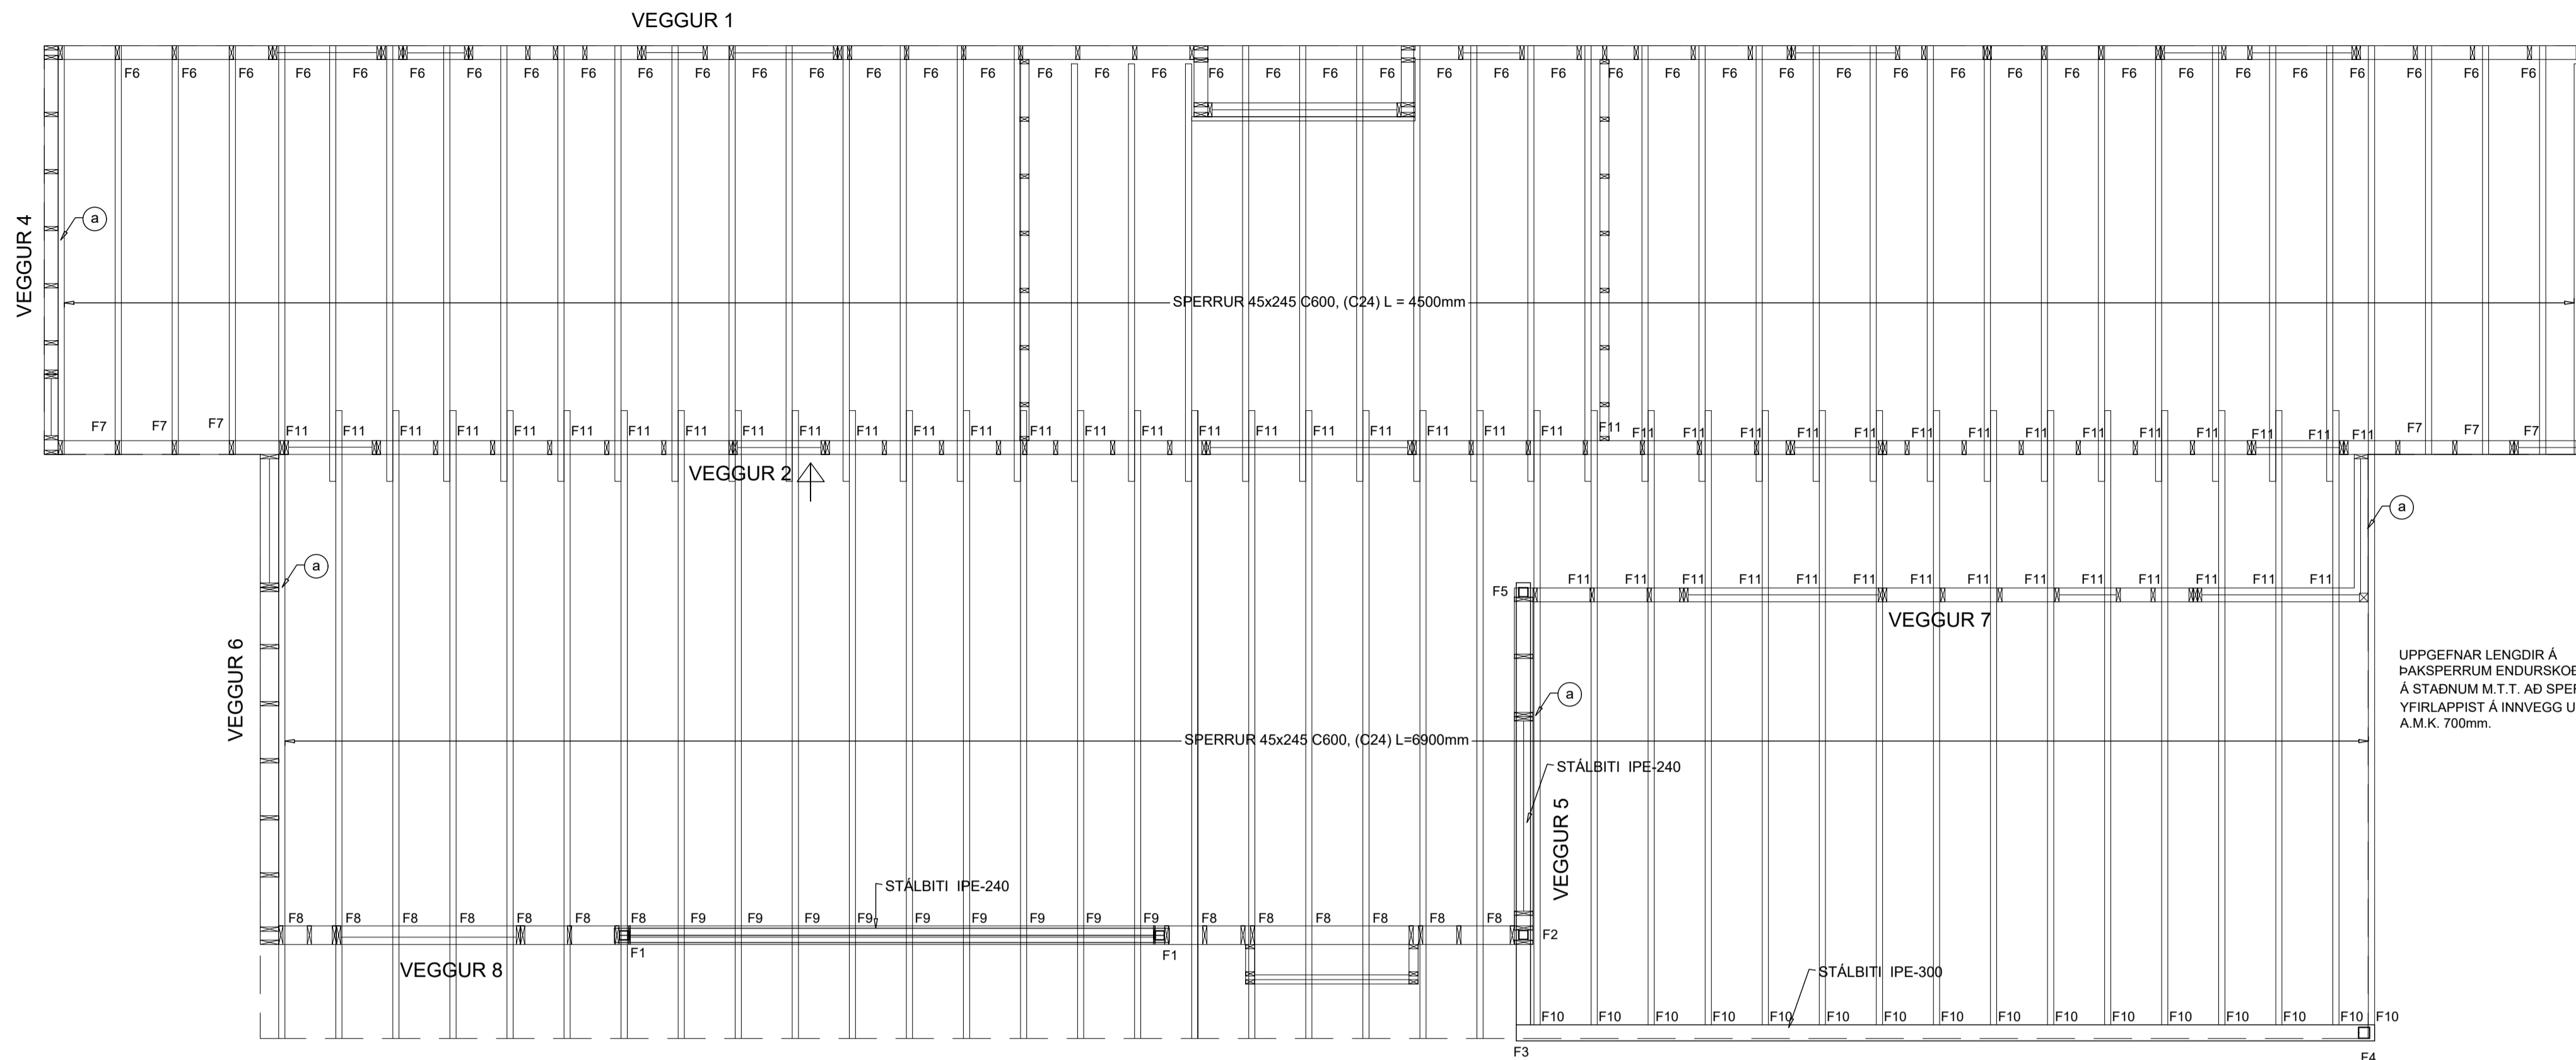 VEGGUR 1
F6 F6 F6 F6 F6 F6 F6 F6 F6 F6 F6 F6 F6 F6 F6 F6 F6 F6 F6 F6 F6 F6 F6 F6 F6 F6 F6 F6 F6 F6 F6 F6 F6 F6 F6 F6 F6 F6 F6 F6 F6 F6 F6
a
VEGGUR 4
SPERRUR 45x245 C600, (C24) L = 4500mm
F7 F7 F7 F11 F11 F11 F11 F11 F11 F11 F11 F11 F11 F11 F11 F11 F11 F11 F11 F11 F11 F11 F11 F11 F11 F11 F11 F11 F11 F11 F11 F11 F11 F11 F11 F11 F11 F11 F11 F11 F11 F7 F7 F7
VEGGUR 2
a
a
F5 F11 F11 F11 F11 F11 F11 F11 F11 F11 F11 F11 F11 F11 F11
VEGGUR 7
VEGGUR 6
UPPGEFNAR LENGDIR Á
ÞAKSPERRUM
Á STAÐNUM M.T.T. AÐ
YFIRLAPPIST Á INNVEGG
A.M.K. 700mm.
a
SPERRUR 45x245 C600, (C24) L=6900mm
STÁLBITI IPE-240
VEGGUR 5
STÁLBITI IPE-240
F8 F8 F8 F8 F8 F8 F8 F9 F9 F9 F9 F9 F9 F9 F9 F9 F8 F8 F8 F8 F8 F8
F2
F1 F1
VEGGUR 8
STÁLBITI IPE-300
F10 F10 F10 F10 F10 F10 F10 F10 F10 F10 F10 F10 F10 F10 F10 F10
F3 F4